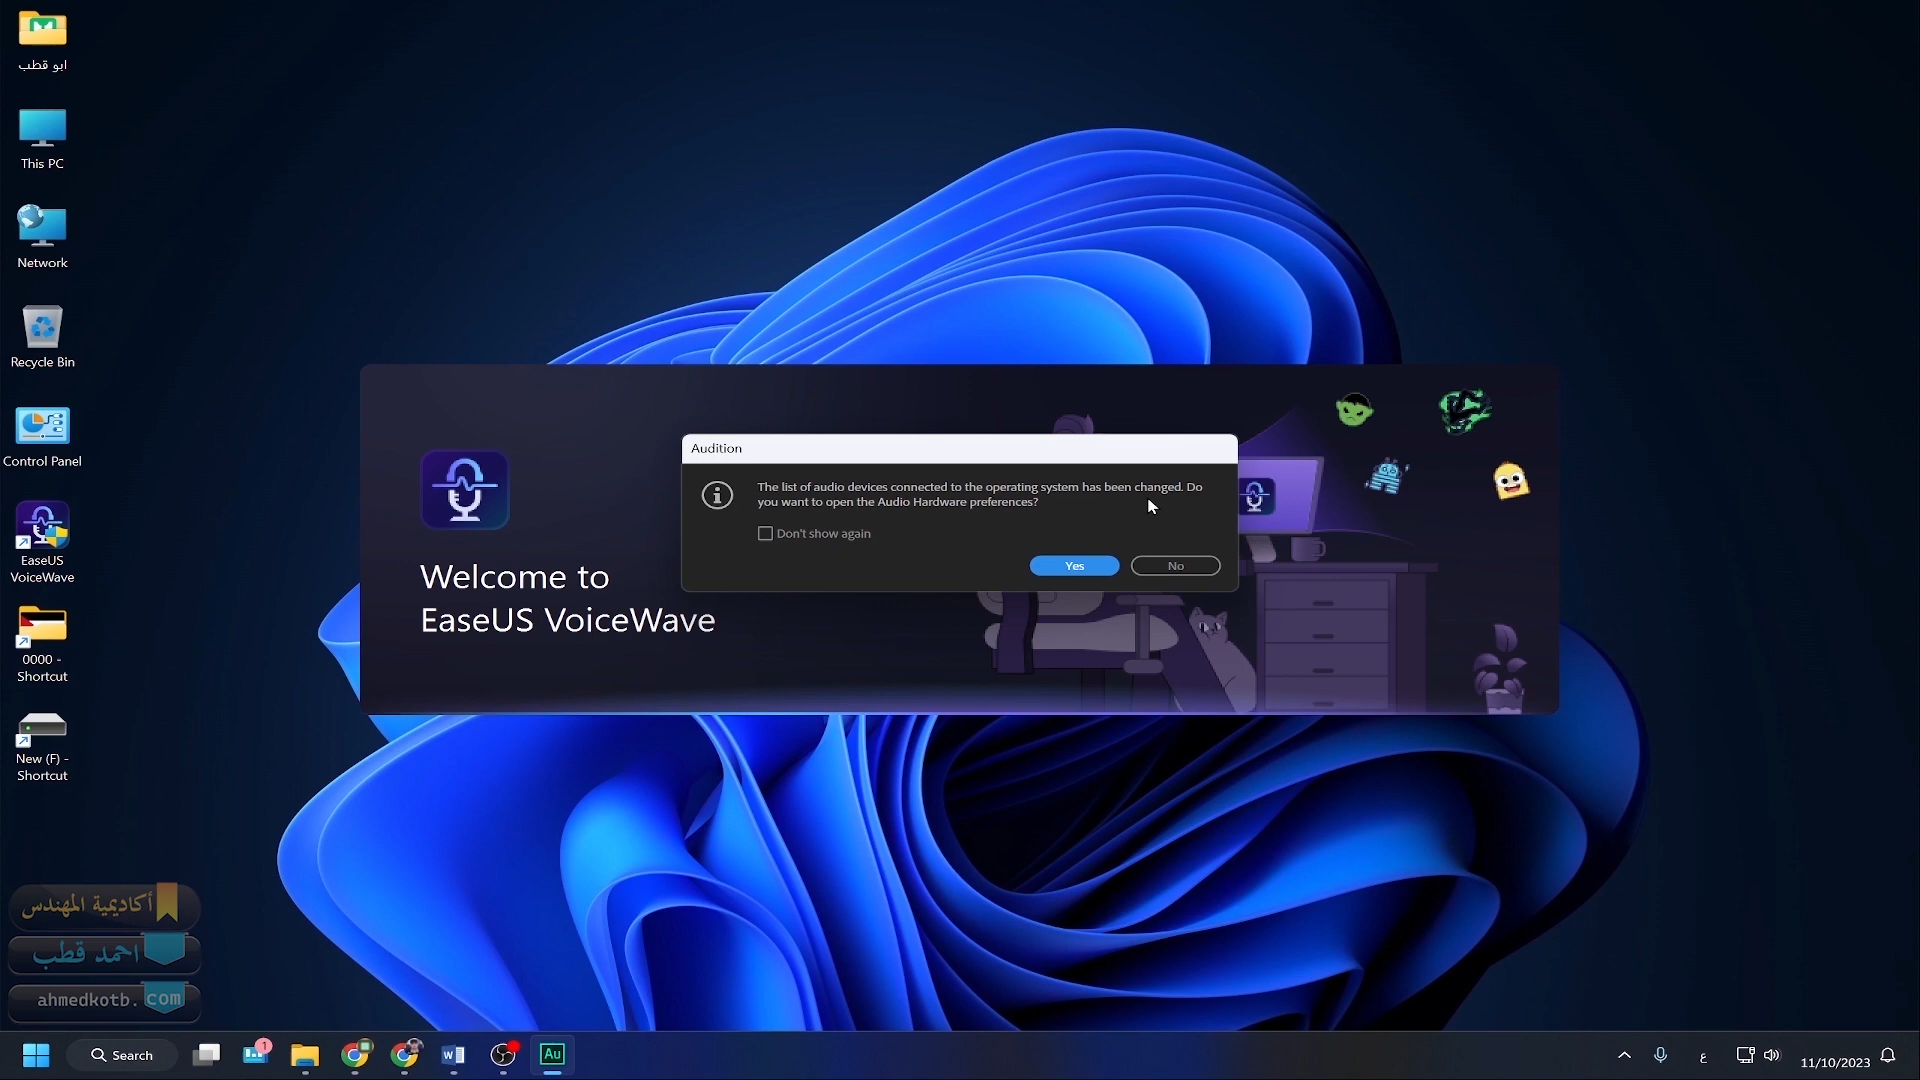 ابو قطب
This PC
Network
Recycle Bin
Control Panel
EaseUS
VoiceWave
0000 -
Shortcut
New (F) -
Shortcut
Welcome to
EaseUS VoiceWave
Audition
The list of audio devices connected to the operating system has been changed. Do
you want to open the Audio Hardware preferences?
Don't show again
Yes
No
أكاديمية المهندس
احمد قطب
ahmedkotb.com
Search
1
Au
ع
11/10/2023